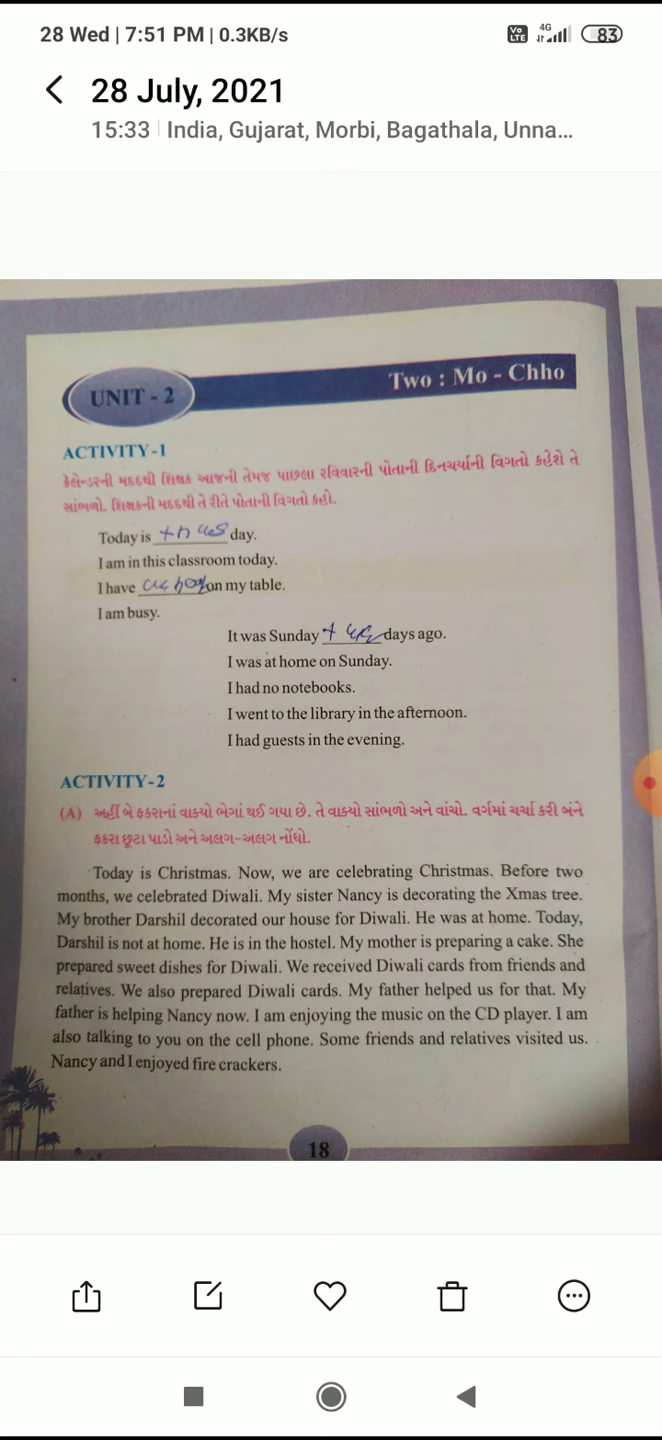 28 Wed | 7:51 PM | 0.3KB/s
Vo LTE 4G 83
28 July, 2021
15:33 | India, Gujarat, Morbi, Bagathala, Unna...
UNIT - 2
Two : Mo - Chho
ACTIVITY-1
કેલેન્ડરની મદદથી શિક્ષક આજની તેમજ પાછલા રવિવારની પોતાની દિનચર્યાની વિગતો કહેશે તે
સાંભળો. શિક્ષકની મદદથી તે રીતે પોતાની વિગતો કહો.
Today is day.
I am in this classroom today.
I have on my table.
I am busy.
It was Sunday days ago.
I was at home on Sunday.
I had no notebooks.
I went to the library in the afternoon.
I had guests in the evening.
ACTIVITY-2
(A) અહીં બે ફકરાનાં વાક્યો ભેગાં થઈ ગયા છે. તે વાક્યો સાંભળો અને વાંચો. વર્ગમાં ચર્ચા કરી બંને
ફકરા છૂટા પાડો અને અલગ-અલગ નોંધો.
Today is Christmas. Now, we are celebrating Christmas. Before two
months, we celebrated Diwali. My sister Nancy is decorating the Xmas tree.
My brother Darshil decorated our house for Diwali. He was at home. Today,
Darshil is not at home. He is in the hostel. My mother is preparing a cake. She
prepared sweet dishes for Diwali. We received Diwali cards from friends and
relatives. We also prepared Diwali cards. My father helped us for that. My
father is helping Nancy now. I am enjoying the music on the CD player. I am
also talking to you on the cell phone. Some friends and relatives visited us.
Nancy and I enjoyed fire crackers.
18